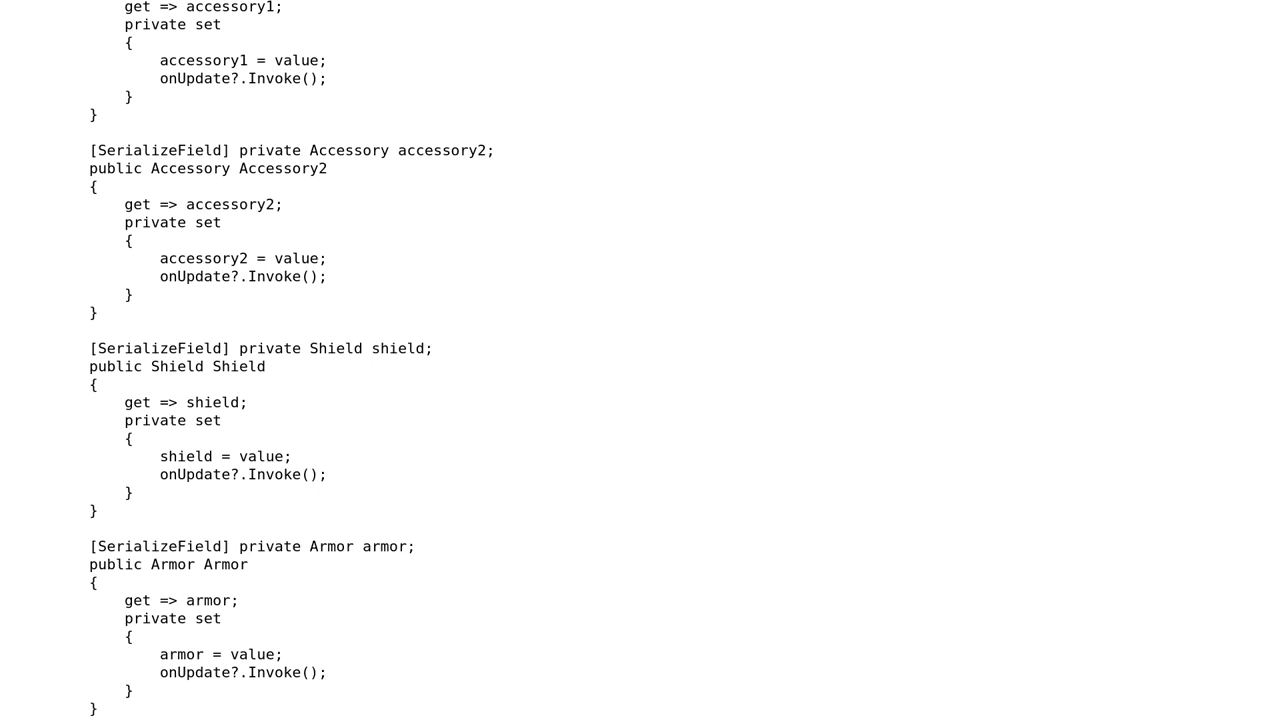 get => accessory1;
private set
{
accessory1 = value;
onUpdate?.Invoke();
}
}
[SerializeField] private Accessory accessory2;
public Accessory Accessory2
{
get => accessory2;
private set
{
accessory2 = value;
onUpdate?.Invoke();
}
}
[SerializeField] private Shield shield;
public Shield Shield
{
get => shield;
private set
{
shield = value;
onUpdate?.Invoke();
}
}
[SerializeField] private Armor armor;
public Armor Armor
{
get => armor;
private set
{
armor = value;
onUpdate?.Invoke();
}
}